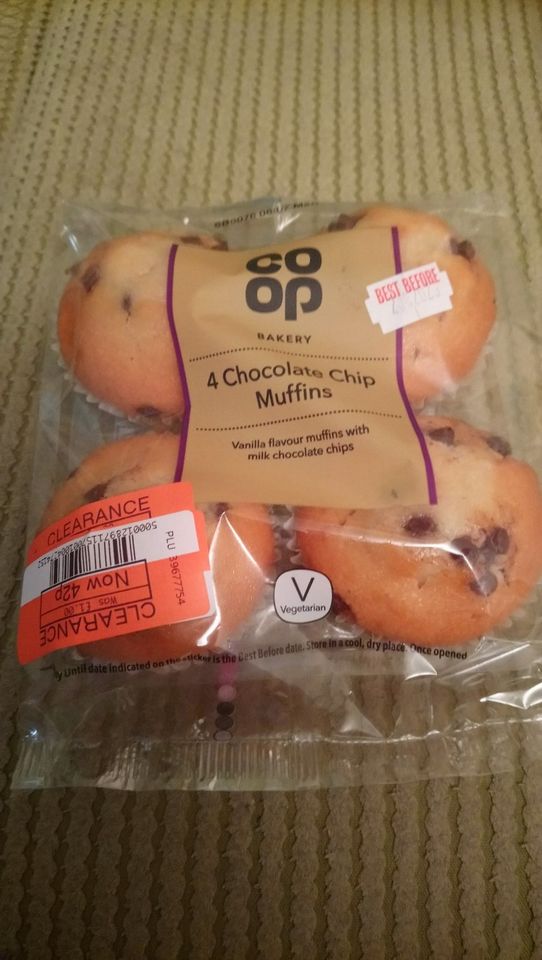 CO
OP
BAKERY
4 Chocolate Chip
Muffins
Vanilla flavour muffins with
milk chocolate chips
BEST BEFORE
CLEARANCE
PLU 39677754
CLEARANCE
Was £1.00
Now 42p
V
Vegetarian
Until date indicated on the sticker is the Best Before date. Store in a cool, dry place. Once opened